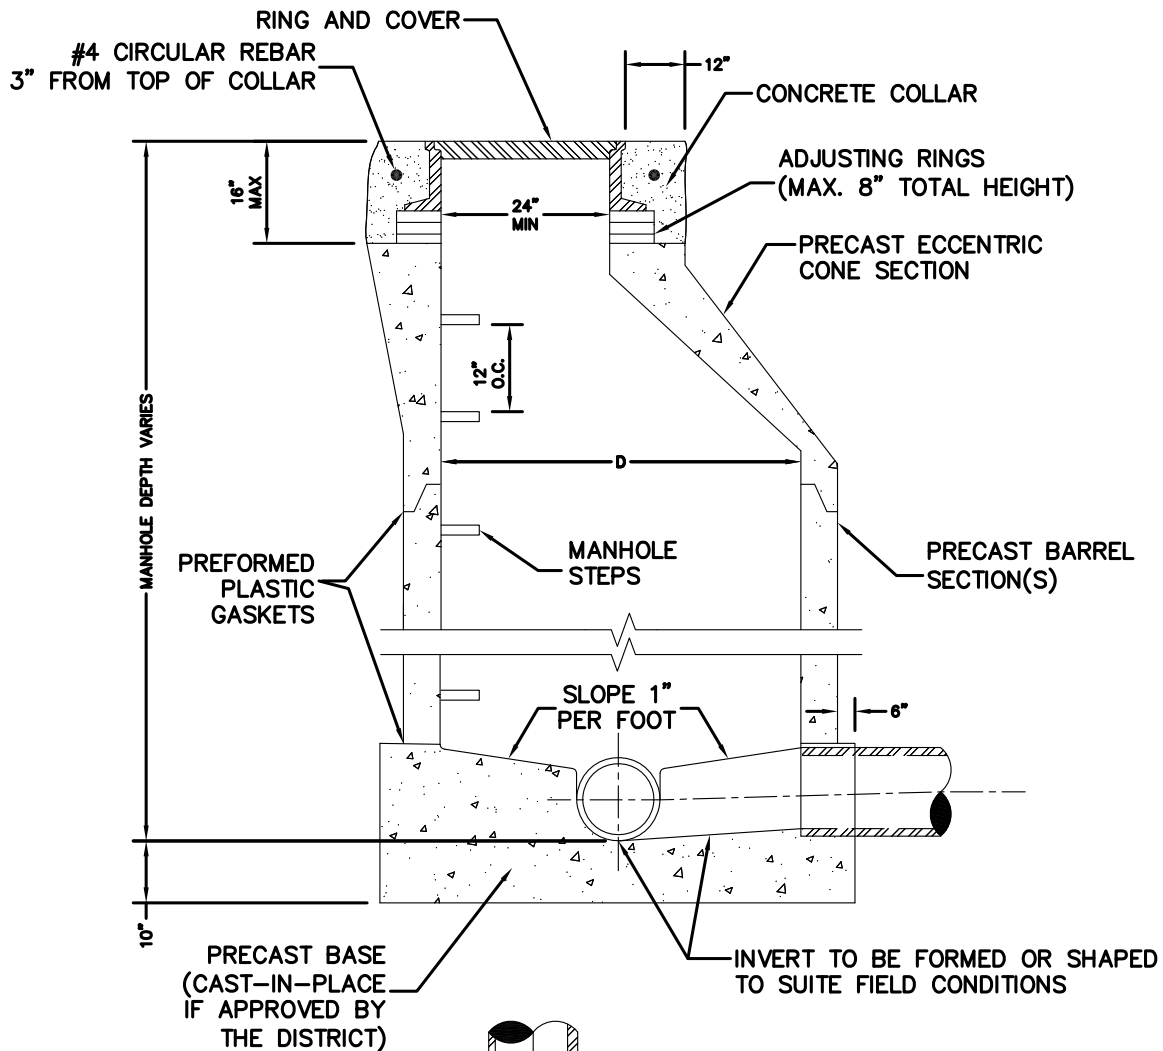 RING AND COVER
#4 CIRCULAR REBAR
3" FROM TOP OF COLLAR
12"
CONCRETE COLLAR
ADJUSTING RINGS
(MAX. 8" TOTAL HEIGHT)
16"
MAX
24"
MIN
PRECAST ECCENTRIC
CONE SECTION
12"
O.C.
MANHOLE DEPTH VARIES
D
PREFORMED
PLASTIC
GASKETS
MANHOLE
STEPS
PRECAST BARREL
SECTION(S)
SLOPE 1"
PER FOOT
6"
10"
PRECAST BASE
(CAST-IN-PLACE
IF APPROVED BY
THE DISTRICT)
INVERT TO BE FORMED OR SHAPED
TO SUITE FIELD CONDITIONS